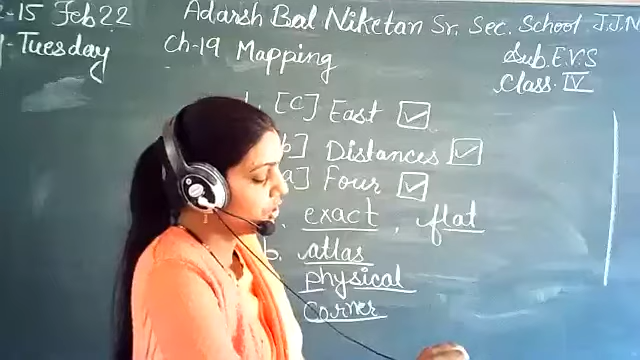 15 Feb 22 Adarsh Bal Niketan Sr. Sec. School J.J.N
Tuesday Ch-19 Mapping Sub. E.V.S
Class. IV
[c] East
b] Distances
[a] Four
exact, flat
b. atlas
physical
corner